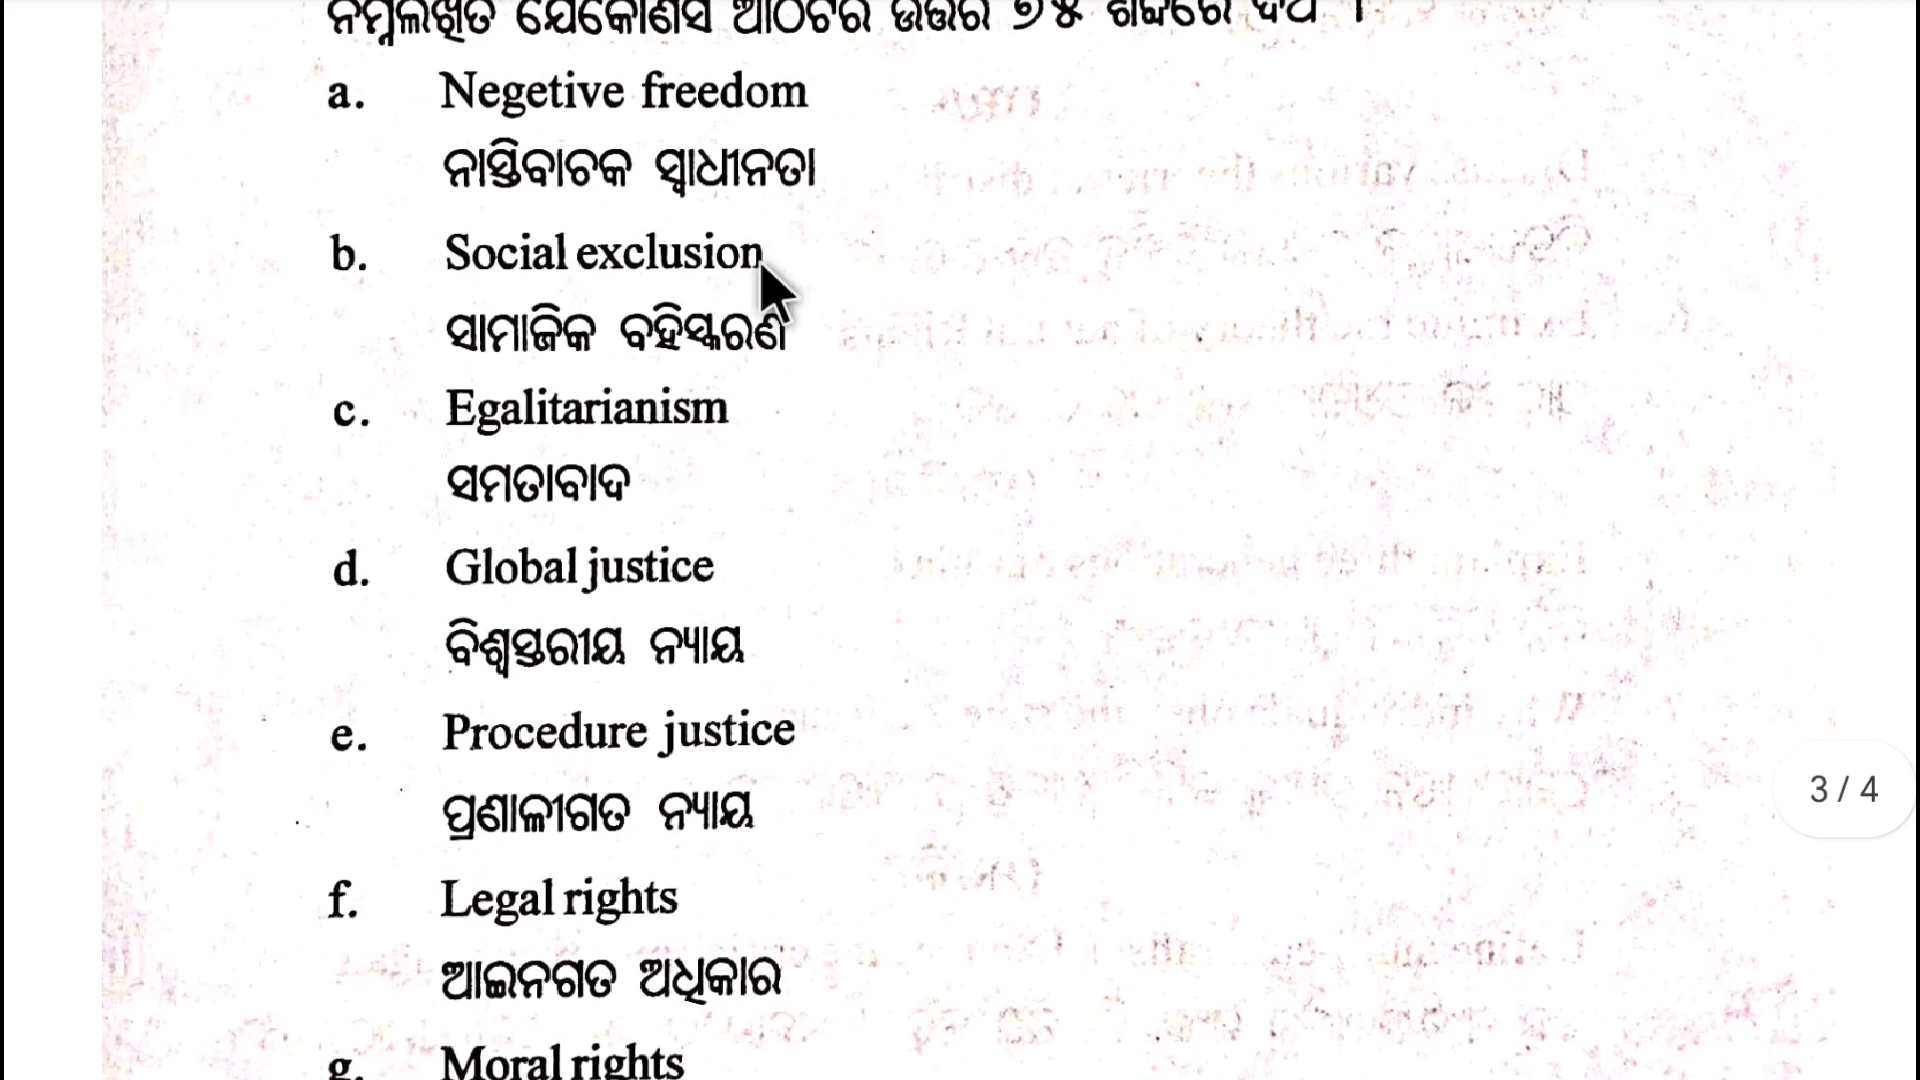 ନିମ୍ନଲିଖିତ ଯେକୌଣସି ଆଠଟିର ଉତ୍ତର ୭୫ ଶବ୍ଦରେ ଦିଅ ।
a. Negetive freedom
ନାସ୍ତିବାଚକ ସ୍ୱାଧୀନତା
b. Social exclusion
ସାମାଜିକ ବହିସ୍କରଣ
c. Egalitarianism
ସମତାବାଦ
d. Global justice
ବିଶ୍ୱସ୍ତରୀୟ ନ୍ୟାୟ
e. Procedure justice
ପ୍ରଣାଳୀଗତ ନ୍ୟାୟ
3 / 4
f. Legal rights
ଆଇନଗତ ଅଧିକାର
g. Moral rights